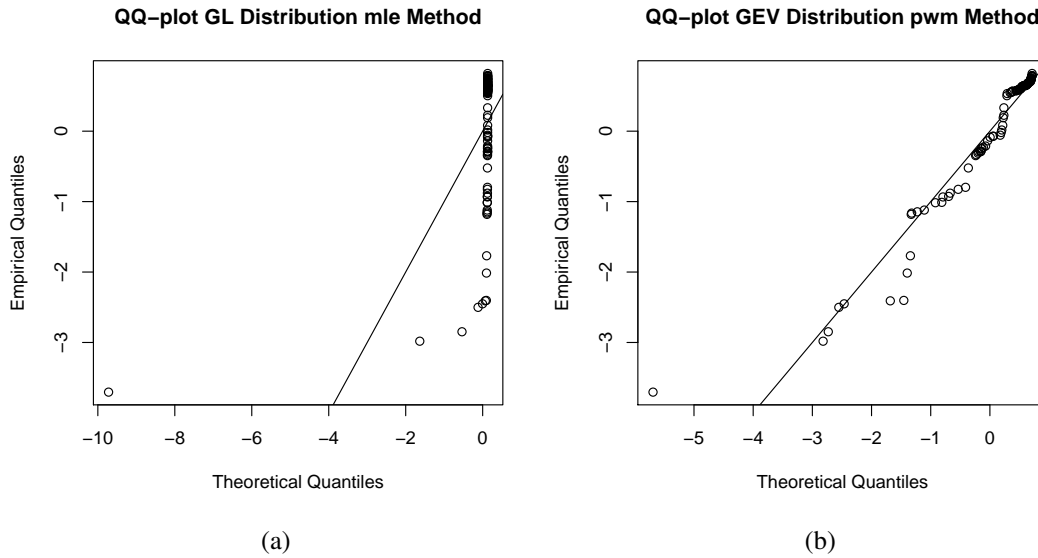 QQ−plot GL Distribution mle Method
0
−1
−2
−3
Empirical Quantiles
−10
−8
−6
−4
−2
0
Theoretical Quantiles
(a)
QQ−plot GEV Distribution pwm Method
0
−1
−2
−3
Empirical Quantiles
−5
−4
−3
−2
−1
0
Theoretical Quantiles
(b)